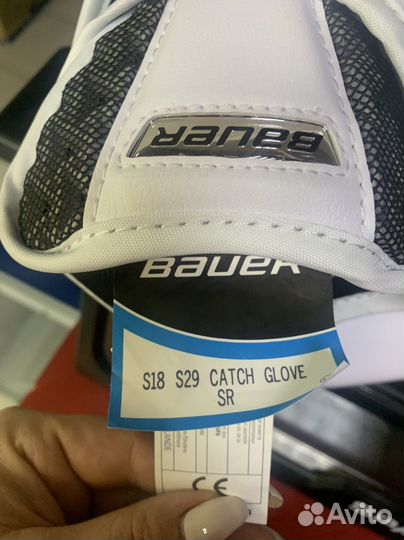 BAUER
BAUER
S18 S29 CATCH GLOVE
SR
CE
Avito